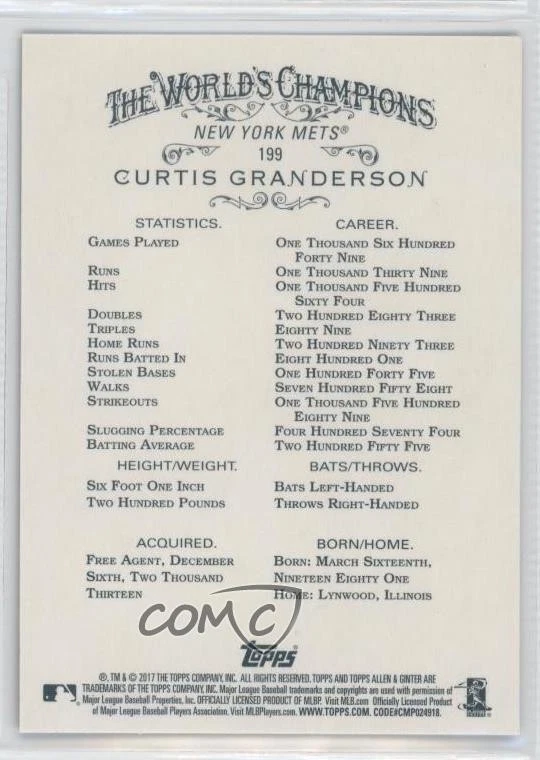 THE WORLD'S CHAMPIONS
NEW YORK METS®
199
CURTIS GRANDERSON
STATISTICS. CAREER.
GAMES PLAYED ONE THOUSAND SIX HUNDRED
FORTY NINE
RUNS ONE THOUSAND THIRTY NINE
HITS ONE THOUSAND FIVE HUNDRED
SIXTY FOUR
DOUBLES TWO HUNDRED EIGHTY THREE
TRIPLES EIGHTY NINE
HOME RUNS TWO HUNDRED NINETY THREE
RUNS BATTED IN EIGHT HUNDRED ONE
STOLEN BASES ONE HUNDRED FORTY FIVE
WALKS SEVEN HUNDRED FIFTY EIGHT
STRIKEOUTS ONE THOUSAND FIVE HUNDRED
EIGHTY NINE
SLUGGING PERCENTAGE FOUR HUNDRED SEVENTY FOUR
BATTING AVERAGE TWO HUNDRED FIFTY FIVE
HEIGHT/WEIGHT. BATS/THROWS.
SIX FOOT ONE INCH BATS LEFT-HANDED
TWO HUNDRED POUNDS THROWS RIGHT-HANDED
ACQUIRED. BORN/HOME.
FREE AGENT, DECEMBER BORN: MARCH SIXTEENTH,
SIXTH, TWO THOUSAND NINETEEN EIGHTY ONE
THIRTEEN HOME: LYNWOOD, ILLINOIS
COMC
TOPPS
®, TM & © 2017 THE TOPPS COMPANY, INC. ALL RIGHTS RESERVED. TOPPS AND TOPPS ALLEN & GINTER ARE
TRADEMARKS OF THE TOPPS COMPANY, INC. Major League Baseball trademarks and copyrights are used with permission of
Major League Baseball Properties, Inc. OFFICIALLY LICENSED PRODUCT OF MLBP. Visit MLB.com Officially Licensed Product
of Major League Baseball Players Association. Visit MLBPlayers.com. WWW.TOPPS.COM. CODE#CMP024918.